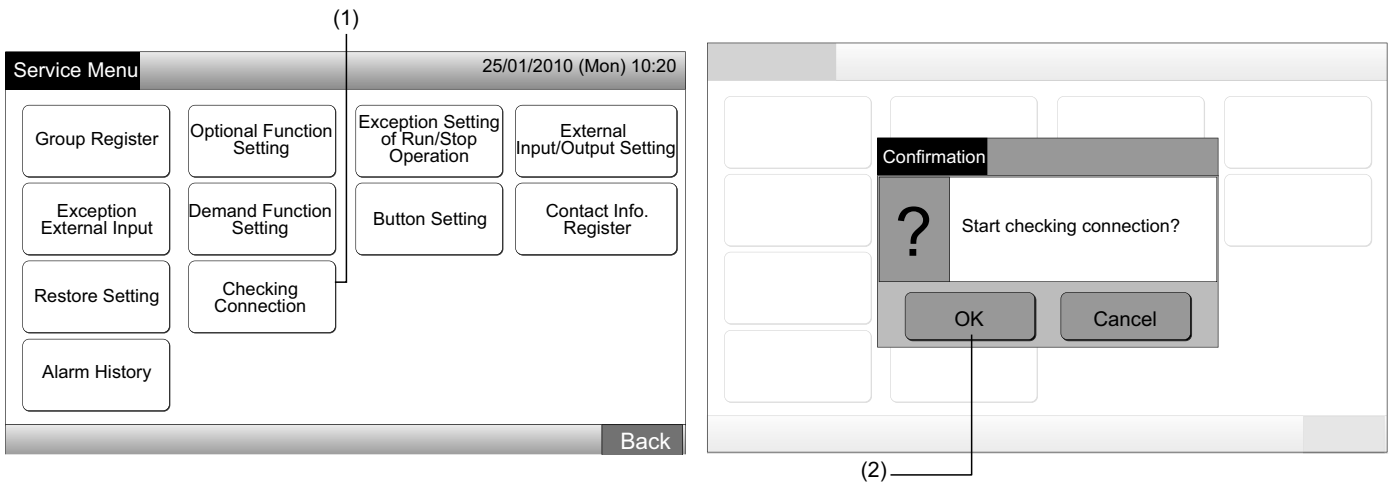 (1)
Service Menu
25/01/2010 (Mon) 10:20
Group Register
Optional Function
Setting
Exception Setting
of Run/Stop
Operation
External
Input/Output Setting
Exception
External Input
Demand Function
Setting
Button Setting
Contact Info.
Register
Restore Setting
Checking
Connection
Alarm History
Back
Confirmation
?
Start checking connection?
OK
Cancel
(2)